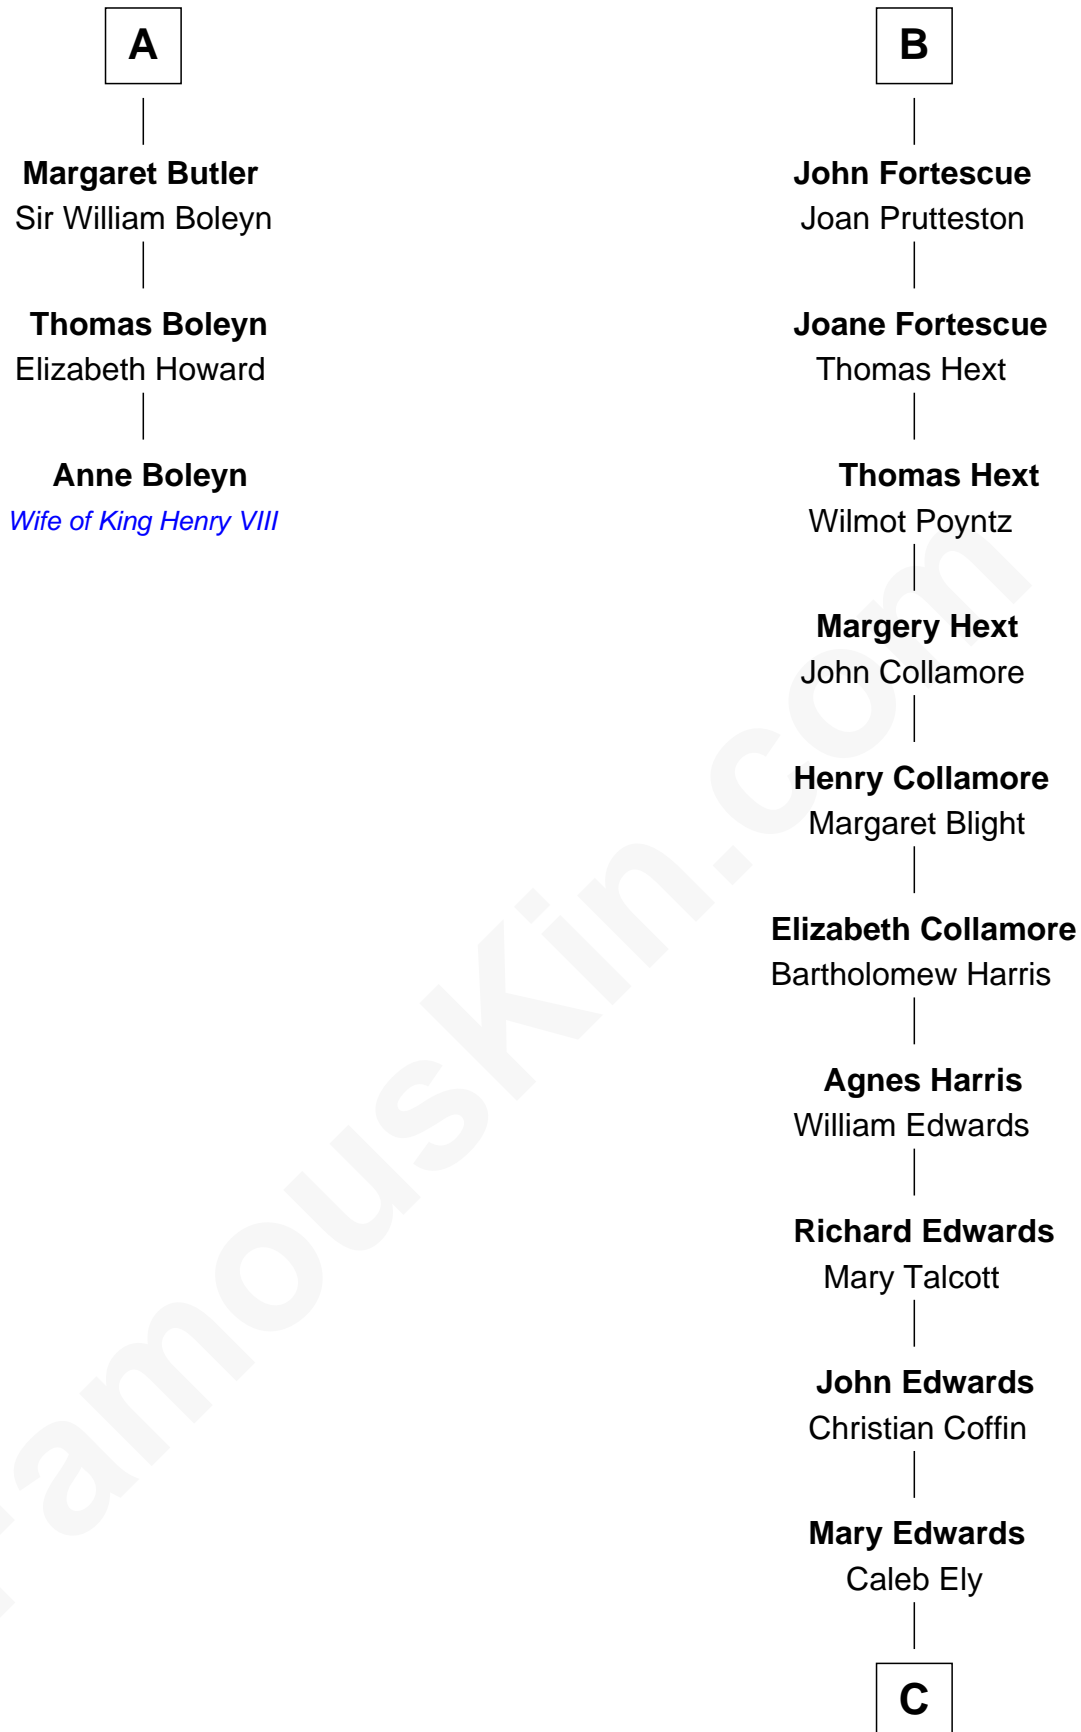 A
Margaret Butler
Sir William Boleyn
Thomas Boleyn
Elizabeth Howard
Anne Boleyn
Wife of King Henry VIII
B
John Fortescue
Joan Prutteston
Joane Fortescue
Thomas Hext
Thomas Hext
Wilmot Poyntz
Margery Hext
John Collamore
Henry Collamore
Margaret Blight
Elizabeth Collamore
Bartholomew Harris
Agnes Harris
William Edwards
Richard Edwards
Mary Talcott
John Edwards
Christian Coffin
Mary Edwards
Caleb Ely
C
FamousKin.com